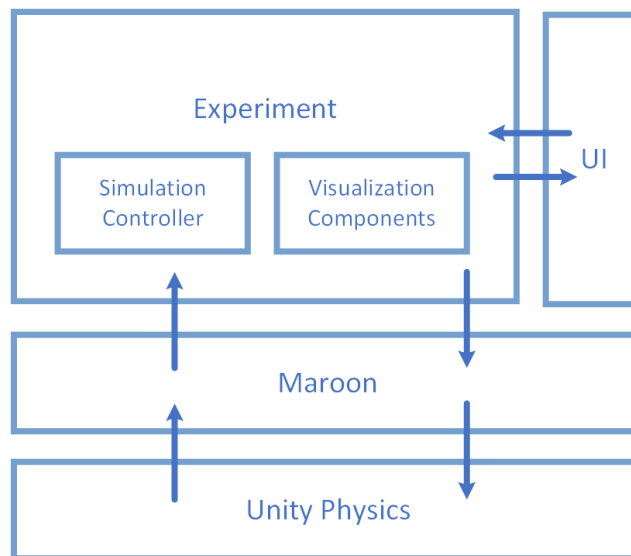 Experiment
Simulation
Controller
Visualization
Components
UI
Maroon
Unity Physics